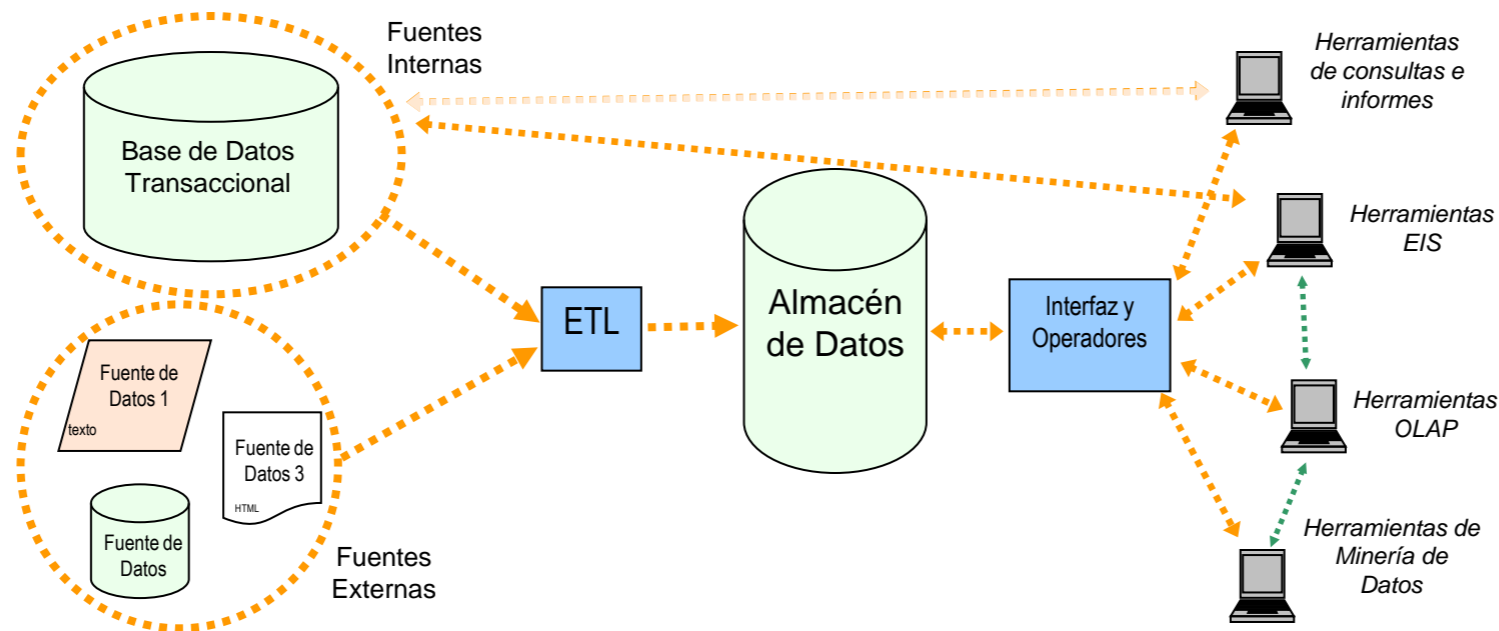 Fuentes
Internas
Base de Datos
Transaccional
Herramientas
de consultas e
informes
Herramientas
EIS
ETL
Almacén
de Datos
Interfaz y
Operadores
Fuente de
Datos 1
texto
Fuente de
Datos 3
HTML
Fuente de
Datos
Fuentes
Externas
Herramientas
OLAP
Herramientas de
Minería de
Datos